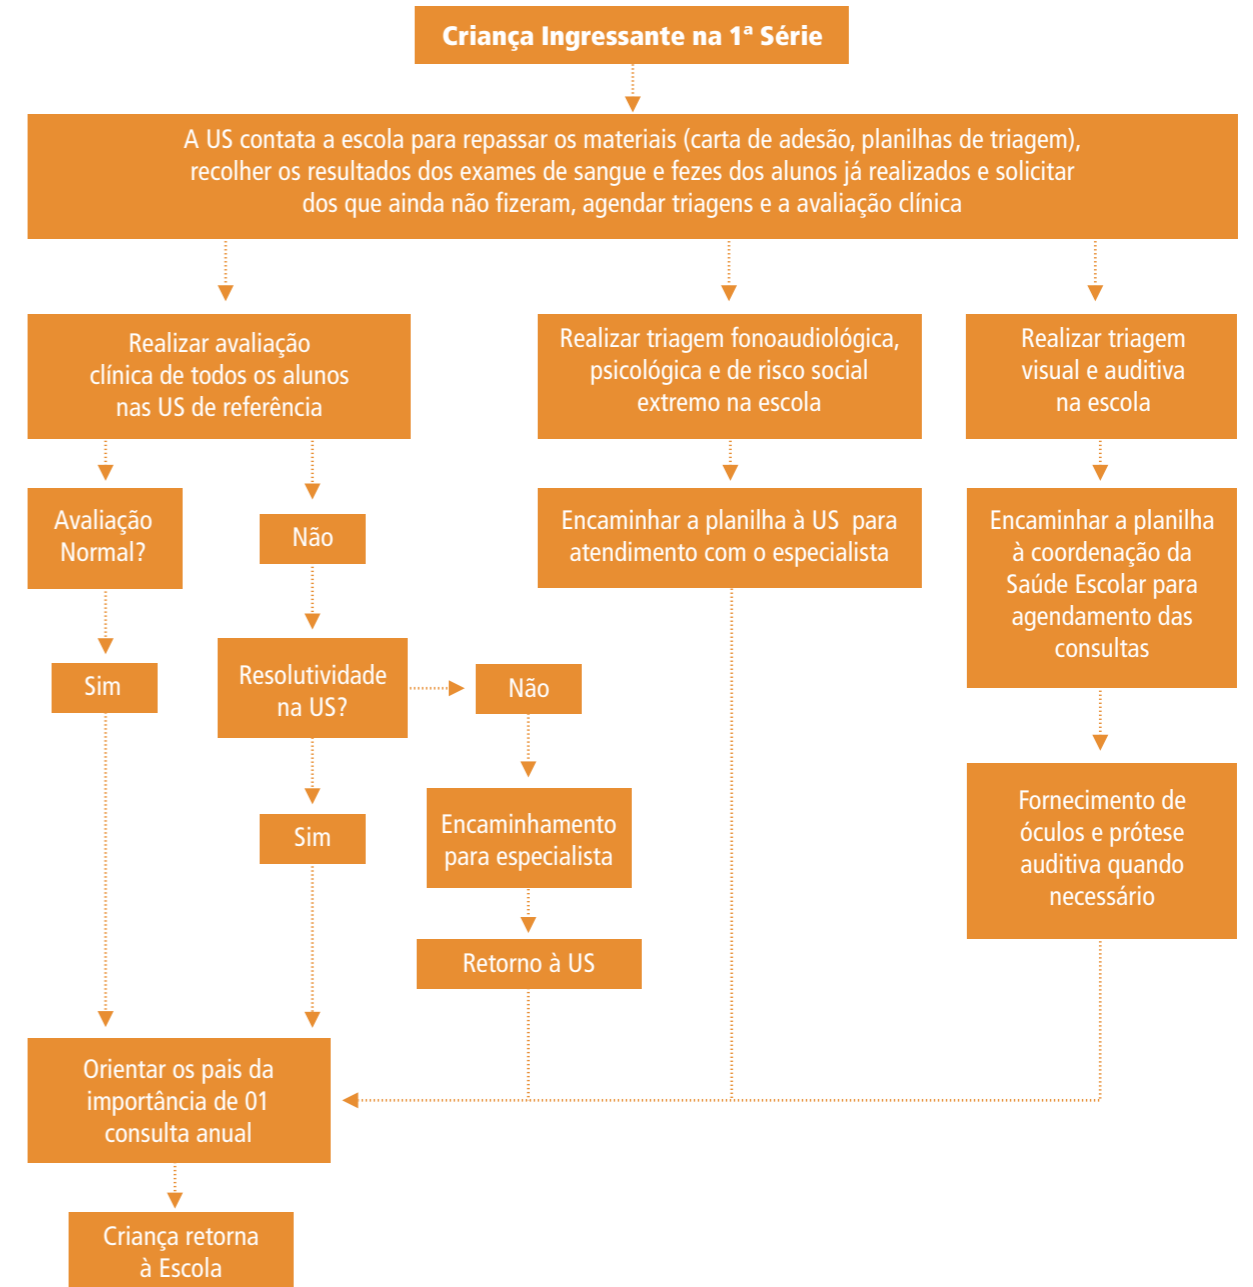 Criança Ingressante na 1ª Série
A US contata a escola para repassar os materiais (carta de adesão, planilhas de triagem),
recolher os resultados dos exames de sangue e fezes dos alunos já realizados e solicitar
dos que ainda não fizeram, agendar triagens e a avaliação clínica
Realizar avaliação
clínica de todos os alunos
nas US de referência
Realizar triagem fonoaudiológica,
psicológica e de risco social
extremo na escola
Realizar triagem
visual e auditiva
na escola
Avaliação
Normal?
Não
Encaminhar a planilha à US para
atendimento com o especialista
Encaminhar a planilha
à coordenação da
Saúde Escolar para
agendamento das
consultas
Sim
Resolutividade
na US?
Não
Sim
Encaminhamento
para especialista
Fornecimento de
óculos e prótese
auditiva quando
necessário
Retorno à US
Orientar os pais da
importância de 01
consulta anual
Criança retorna
à Escola